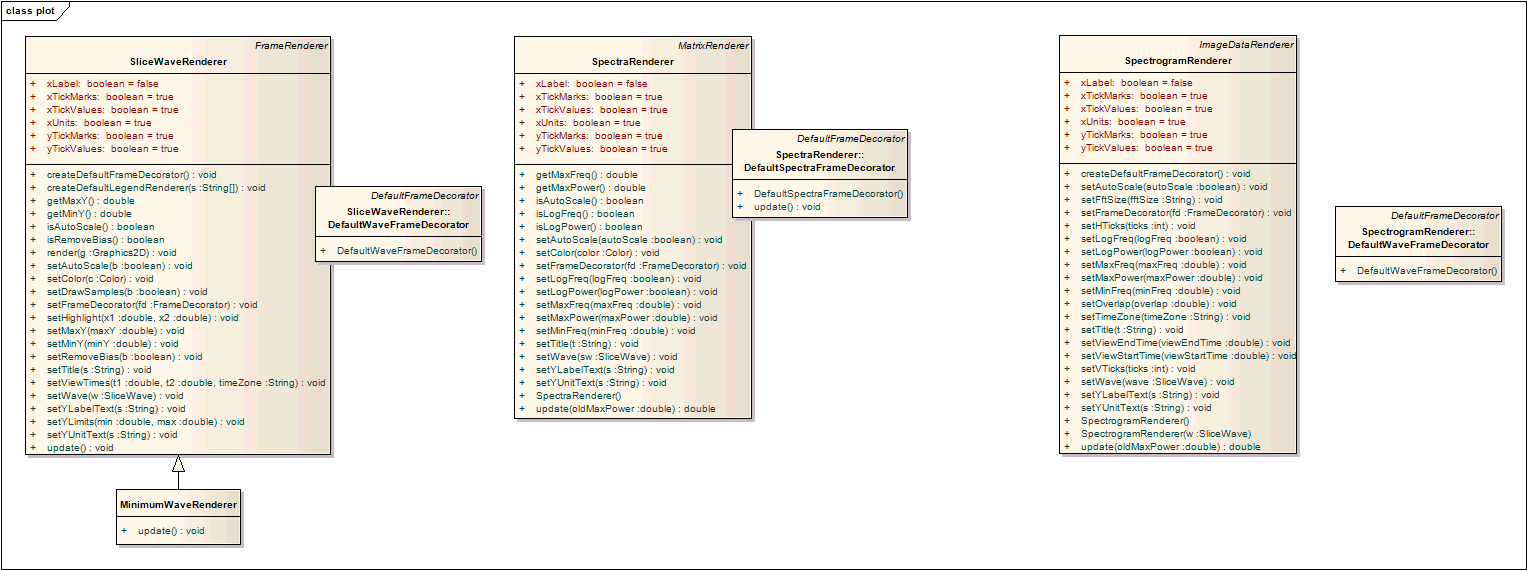 class plot
FrameRenderer
SliceWaveRenderer
+ xLabel: boolean = false
+ xTickMarks: boolean = true
+ xTickValues: boolean = true
+ xUnits: boolean = true
+ yTickMarks: boolean = true
+ yTickValues: boolean = true
+ createDefaultFrameDecorator() : void
+ createDefaultLegendRenderer(s :String[]) : void
+ getMaxY() : double
+ getMinY() : double
+ isAutoScale() : boolean
+ isRemoveBias() : boolean
+ render(g :Graphics2D) : void
+ setAutoScale(b :boolean) : void
+ setColor(c :Color) : void
+ setDrawSamples(b :boolean) : void
+ setFrameDecorator(fd :FrameDecorator) : void
+ setHighlight(x1 :double, x2 :double) : void
+ setMaxY(maxY :double) : void
+ setMinY(minY :double) : void
+ setRemoveBias(b :boolean) : void
+ setTitle(s :String) : void
+ setViewTimes(t1 :double, t2 :double, timeZone :String) : void
+ setWave(w :SliceWave) : void
+ setYLabelText(s :String) : void
+ setYLimits(min :double, max :double) : void
+ setYUnitText(s :String) : void
+ update() : void
DefaultFrameDecorator
SliceWaveRenderer::
DefaultWaveFrameDecorator
+ DefaultWaveFrameDecorator()
MinimumWaveRenderer
+ update() : void
MatrixRenderer
SpectraRenderer
+ xLabel: boolean = false
+ xTickMarks: boolean = true
+ xTickValues: boolean = true
+ xUnits: boolean = true
+ yTickMarks: boolean = true
+ yTickValues: boolean = true
+ getMaxFreq() : double
+ getMaxPower() : double
+ isAutoScale() : boolean
+ isLogFreq() : boolean
+ isLogPower() : boolean
+ setAutoScale(autoScale :boolean) : void
+ setColor(color :Color) : void
+ setFrameDecorator(fd :FrameDecorator) : void
+ setLogFreq(logFreq :boolean) : void
+ setLogPower(logPower :boolean) : void
+ setMaxFreq(maxFreq :double) : void
+ setMaxPower(maxPower :double) : void
+ setMinFreq(minFreq :double) : void
+ setTitle(t :String) : void
+ setWave(sw :SliceWave) : void
+ setYLabelText(s :String) : void
+ setYUnitText(s :String) : void
+ SpectraRenderer()
+ update(oldMaxPower :double) : double
DefaultFrameDecorator
SpectraRenderer::
DefaultSpectraFrameDecorator
+ DefaultSpectraFrameDecorator()
+ update() : void
ImageDataRenderer
SpectrogramRenderer
+ xLabel: boolean = false
+ xTickMarks: boolean = true
+ xTickValues: boolean = true
+ xUnits: boolean = true
+ yTickMarks: boolean = true
+ yTickValues: boolean = true
+ createDefaultFrameDecorator() : void
+ setAutoScale(autoScale :boolean) : void
+ setFftSize(fftSize :String) : void
+ setFrameDecorator(fd :FrameDecorator) : void
+ setHTicks(ticks :int) : void
+ setLogFreq(logFreq :boolean) : void
+ setLogPower(logPower :boolean) : void
+ setMaxFreq(maxFreq :double) : void
+ setMaxPower(maxPower :double) : void
+ setMinFreq(minFreq :double) : void
+ setOverlap(overlap :double) : void
+ setTimeZone(timeZone :String) : void
+ setTitle(t :String) : void
+ setViewEndTime(viewEndTime :double) : void
+ setViewStartTime(viewStartTime :double) : void
+ setVTicks(ticks :int) : void
+ setWave(wave :SliceWave) : void
+ setYLabelText(s :String) : void
+ setYUnitText(s :String) : void
+ SpectrogramRenderer()
+ SpectrogramRenderer(w :SliceWave)
+ update(oldMaxPower :double) : double
DefaultFrameDecorator
SpectrogramRenderer::
DefaultWaveFrameDecorator
+ DefaultWaveFrameDecorator()